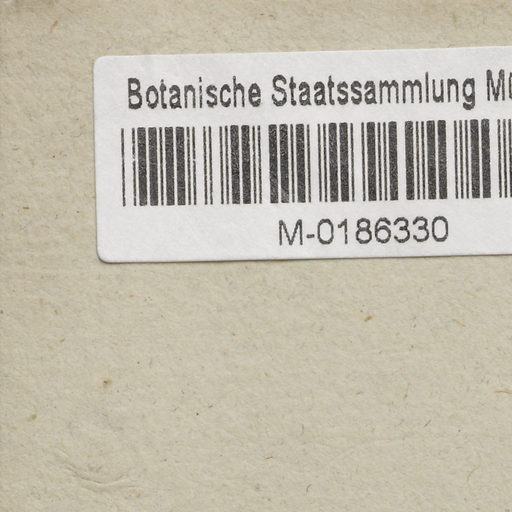 Botanische Staatssammlung
M-0186330